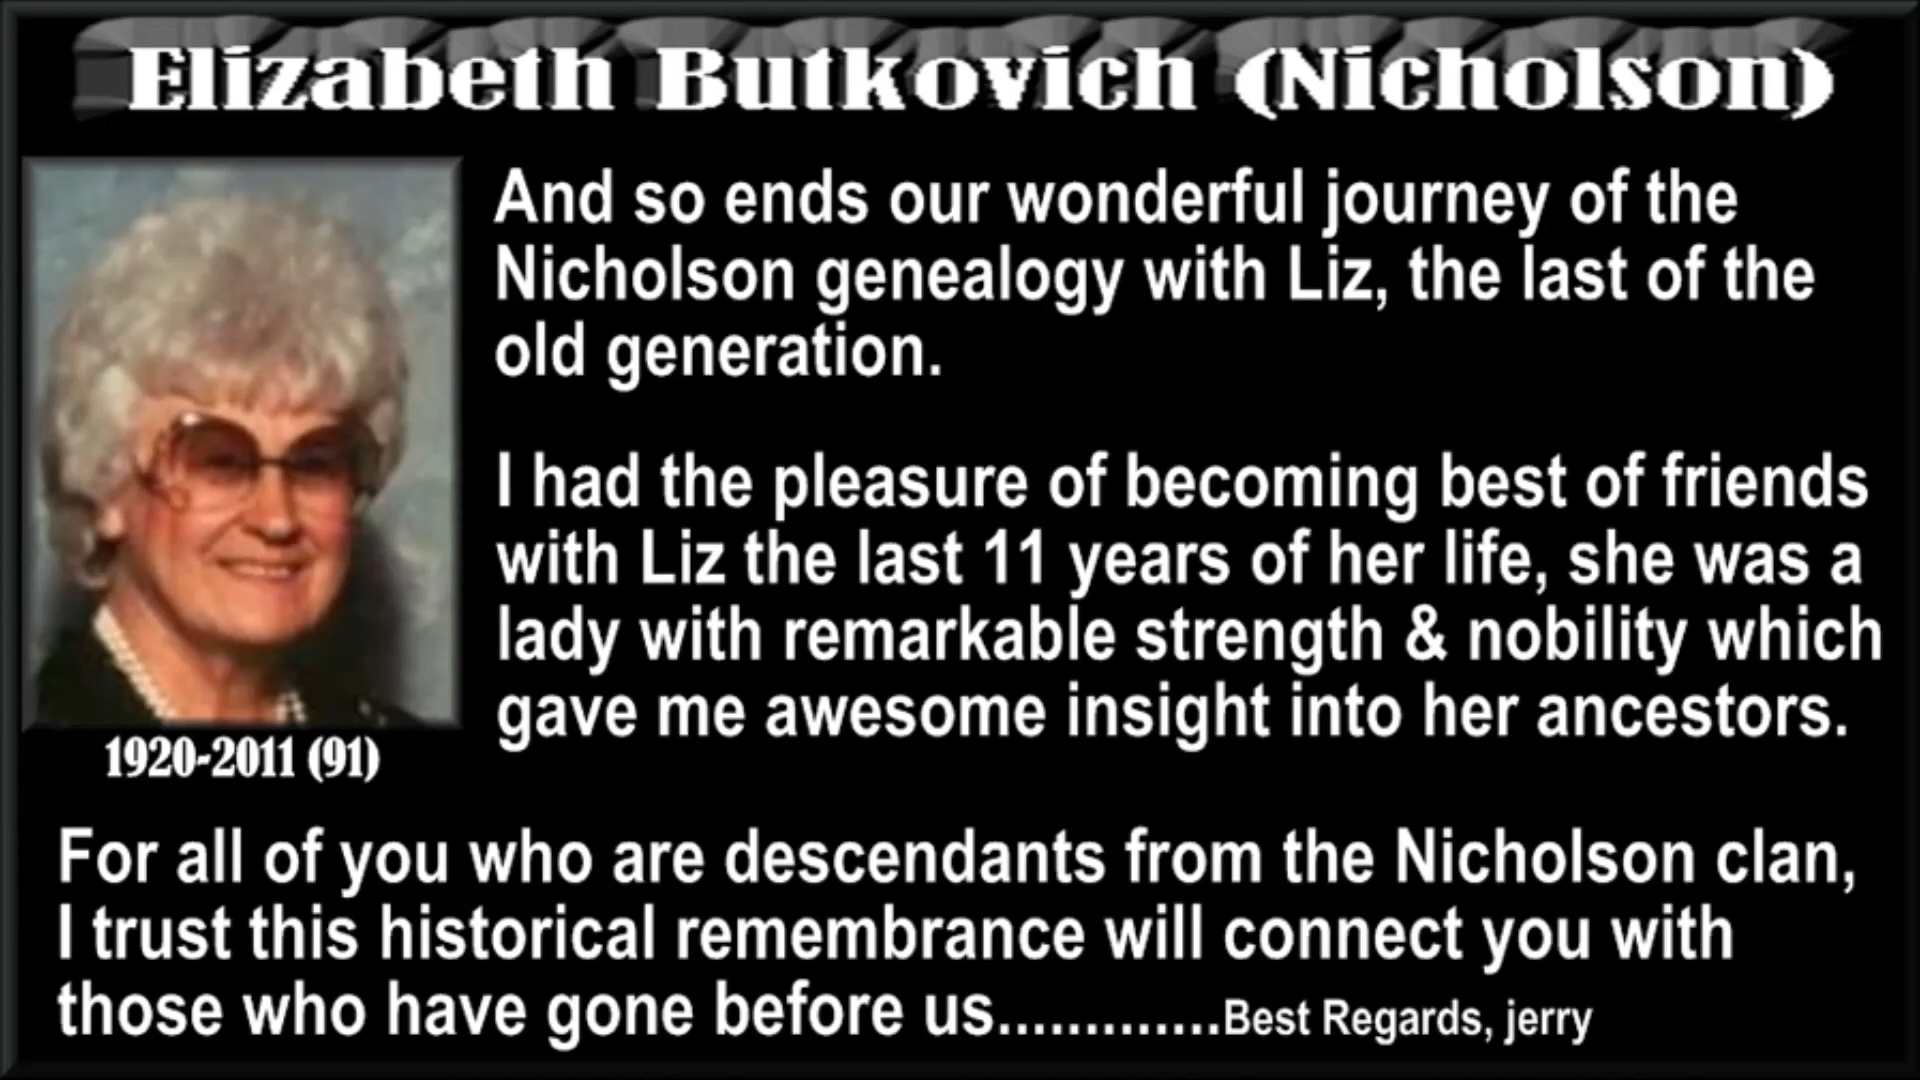 Elizabeth Butkovich (Nicholson)
And so ends our wonderful journey of the
Nicholson genealogy with Liz, the last of the
old generation.
I had the pleasure of becoming best of friends
with Liz the last 11 years of her life, she was a
lady with remarkable strength & nobility which
gave me awesome insight into her ancestors.
1920-2011 (91)
For all of you who are descendants from the Nicholson clan,
I trust this historical remembrance will connect you with
those who have gone before us.............Best Regards, jerry